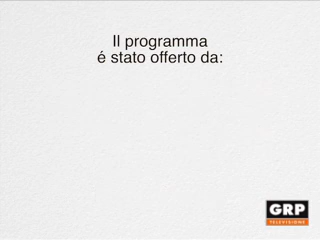 Il programma
é stato offerto da:
GRP
TELEVISIONE